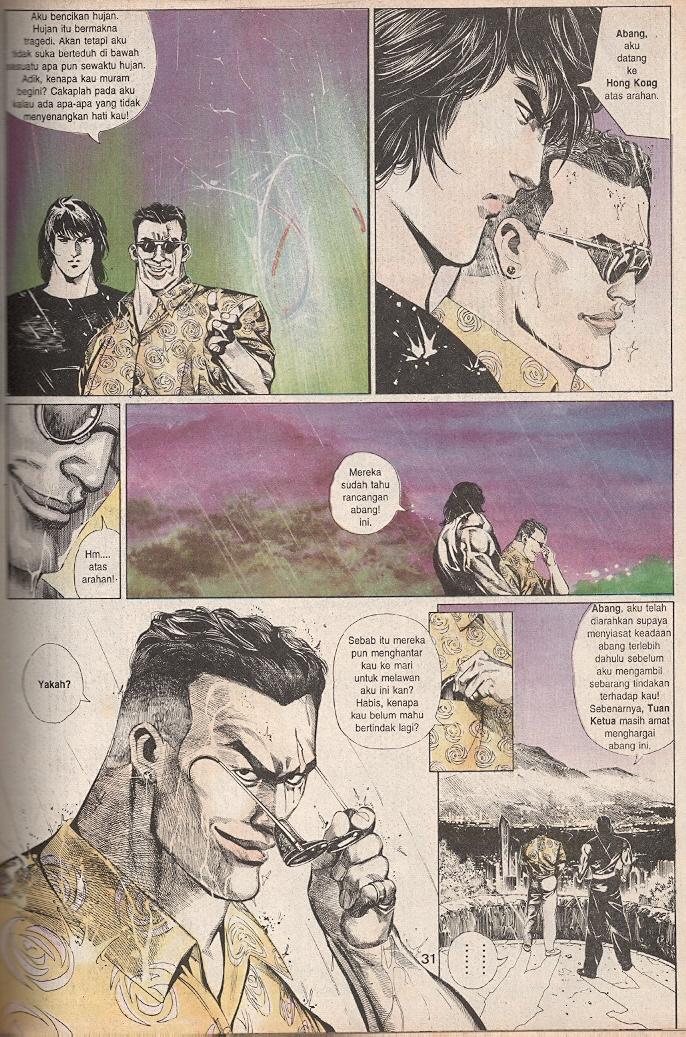 Aku bencikan hujan.
Hujan itu bermakna
tragedi. Akan tetapi aku
tidak suka berteduh di bawah
sesuatu apa pun sewaktu hujan.
Adik, kenapa kau muram
begini? Cakaplah pada aku
kalau ada apa-apa yang tidak
menyenangkan hati kau!
Abang,
aku
datang
ke
Hong Kong
atas arahan.
Hm....
atas
arahan!
Mereka
sudah tahu
rancangan
abang!
ini.
Yakah?
Sebab itu mereka
pun menghantar
kau ke mari
untuk melawan
aku ini kan?
Habis, kenapa
kau belum mahu
bertindak lagi?
Abang, aku telah
diarahkan supaya
menyiasat keadaan
abang terlebih
dahulu sebelum
aku mengambil
sebarang tindakan
terhadap kau!
Sebenarnya, Tuan
Ketua masih amat
menghargai
abang ini.
31